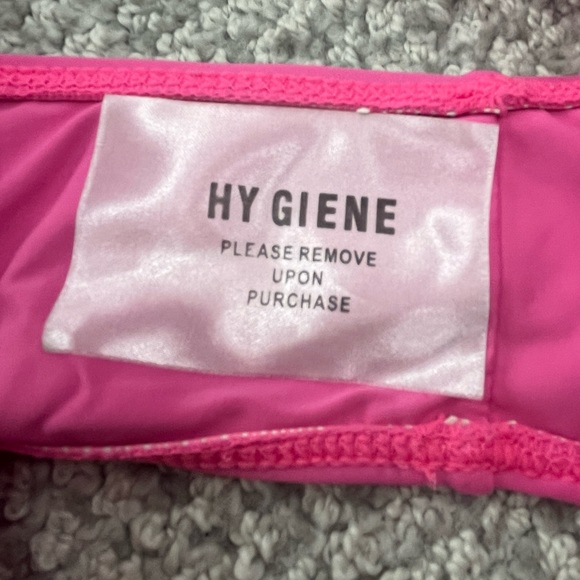 HY GIENE
PLEASE REMOVE
UPON
PURCHASE